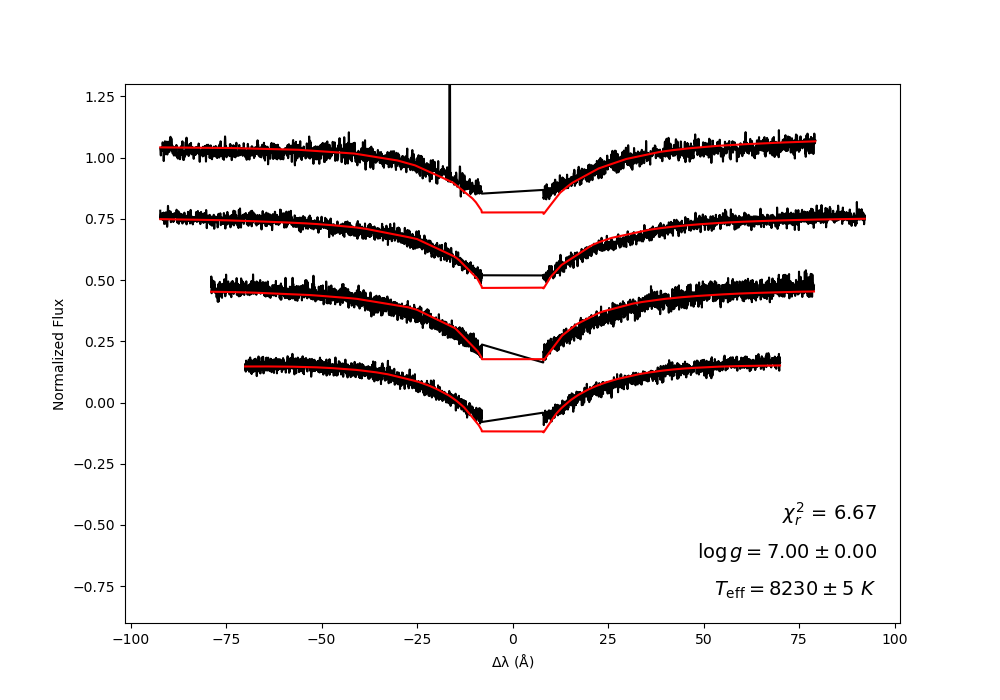 1.25
1.00
0.75
0.50
0.25
0.00
−0.25
−0.50
−0.75
Normalized Flux
χ²ᵣ = 6.67
log g = 7.00 ± 0.00
T_eff = 8230 ± 5 K
−100 −75 −50 −25 0 25 50 75 100
Δλ (Å)